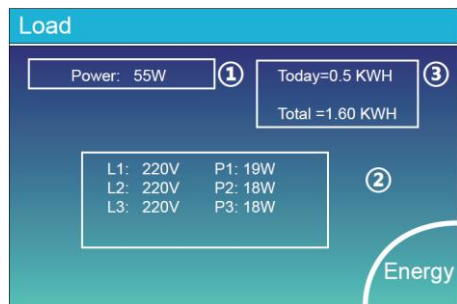 Load
Power: 55W ①
Today=0.5 KWH ③
Total =1.60 KWH
L1: 220V P1: 19W
L2: 220V P2: 18W ②
L3: 220V P3: 18W
Energy